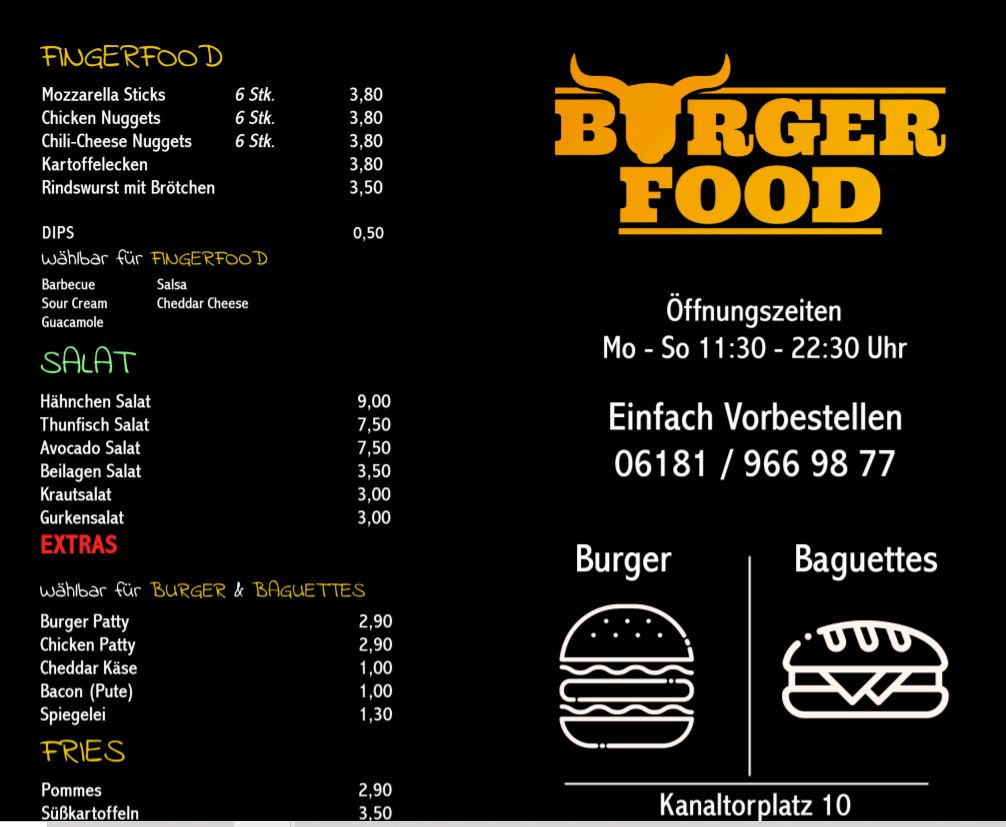 FINGERFOOD
Mozzarella Sticks 6 Stk. 3,80
Chicken Nuggets 6 Stk. 3,80
Chili-Cheese Nuggets 6 Stk. 3,80
Kartoffelecken 3,80
Rindswurst mit Brötchen 3,50
DIPS 0,50
wählbar für FINGERFOOD
Barbecue Salsa
Sour Cream Cheddar Cheese
Guacamole
SALAT
Hähnchen Salat 9,00
Thunfisch Salat 7,50
Avocado Salat 7,50
Beilagen Salat 3,50
Krautsalat 3,00
Gurkensalat 3,00
EXTRAS
wählbar für BURGER & BAGUETTES
Burger Patty 2,90
Chicken Patty 2,90
Cheddar Käse 1,00
Bacon (Pute) 1,00
Spiegelei 1,30
FRIES
Pommes 2,90
Süßkartoffeln 3,50
BURGER
FOOD
Öffnungszeiten
Mo - So 11:30 - 22:30 Uhr
Einfach Vorbestellen
06181 / 966 98 77
Burger Baguettes
Kanaltorplatz 10